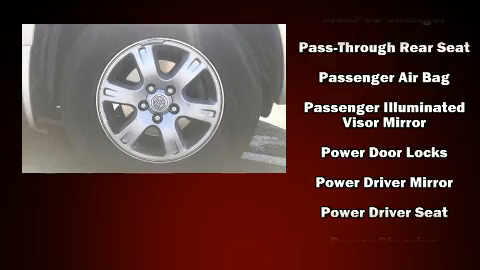 Pass-Through Rear Seat
Passenger Air Bag
Passenger Illuminated
Visor Mirror
Power Door Locks
Power Driver Mirror
Power Driver Seat